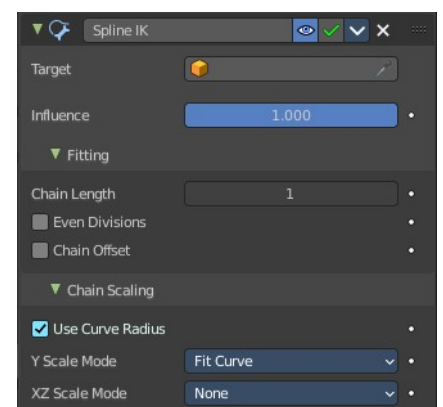 Spline IK
Target
Influence 1.000
Fitting
Chain Length 1
Even Divisions
Chain Offset
Chain Scaling
Use Curve Radius
Y Scale Mode Fit Curve
XZ Scale Mode None